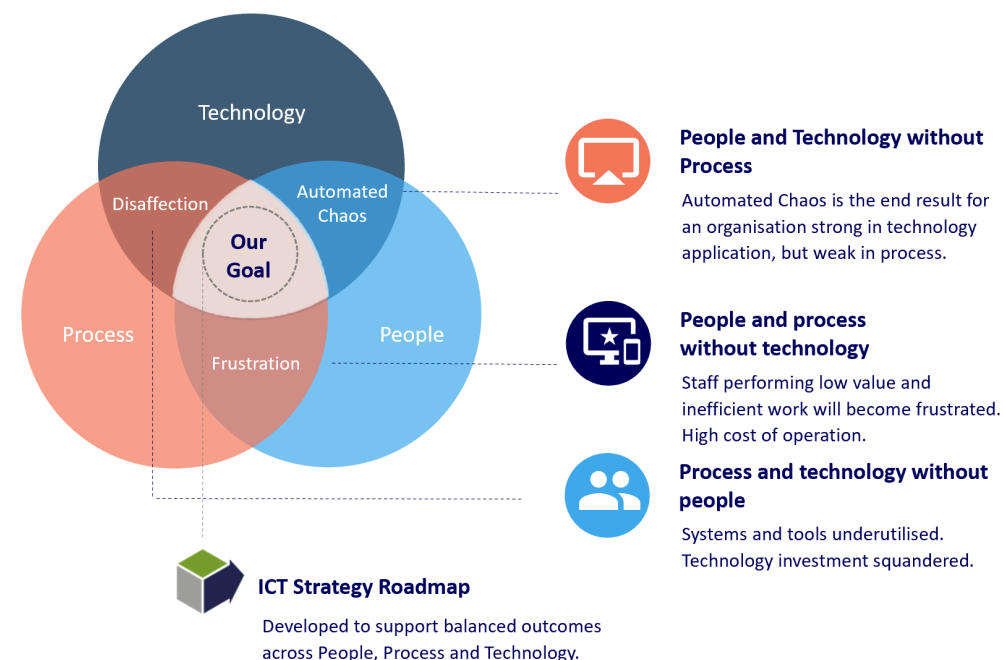 Technology
Disaffection
Automated
Chaos
Our
Goal
Process
People
Frustration
People and Technology without
Process
Automated Chaos is the end result for
an organisation strong in technology
application, but weak in process.
People and process
without technology
Staff performing low value and
inefficient work will become frustrated.
High cost of operation.
Process and technology without
people
Systems and tools underutilised.
Technology investment squandered.
ICT Strategy Roadmap
Developed to support balanced outcomes
across People, Process and Technology.